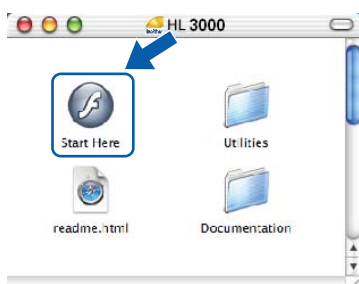 HL 3000
Start Here
Utilities
readme.html
Documentation